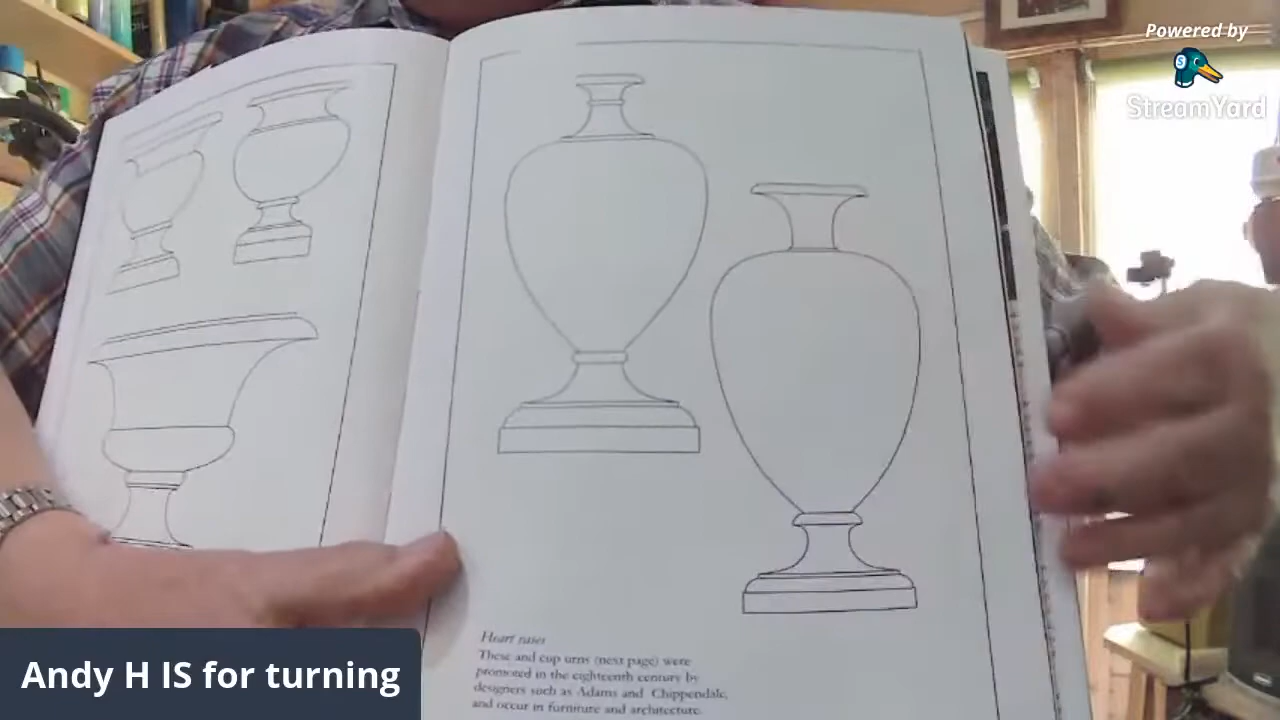 Powered by
StreamYard
Heart vases
These and cup urns (next page) were
promoted in the eighteenth century by
designers such as Adams and Chippendale,
and occur in furniture and architecture.
Andy H IS for turning